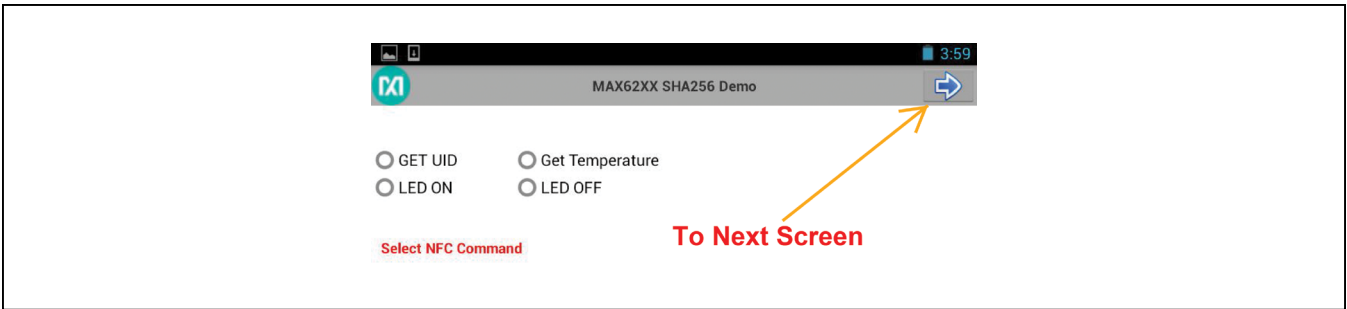 3:59
MAX62XX SHA256 Demo
GET UID Get Temperature
LED ON LED OFF
To Next Screen
Select NFC Command